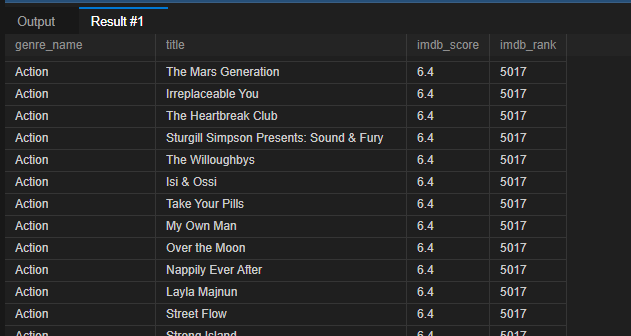 Output Result #1
genre_name title imdb_score imdb_rank
Action The Mars Generation 6.4 5017
Action Irreplaceable You 6.4 5017
Action The Heartbreak Club 6.4 5017
Action Sturgill Simpson Presents: Sound & Fury 6.4 5017
Action The Willoughbys 6.4 5017
Action Isi & Ossi 6.4 5017
Action Take Your Pills 6.4 5017
Action My Own Man 6.4 5017
Action Over the Moon 6.4 5017
Action Nappily Ever After 6.4 5017
Action Layla Majnun 6.4 5017
Action Street Flow 6.4 5017
Action Strong Island 6.4 5017